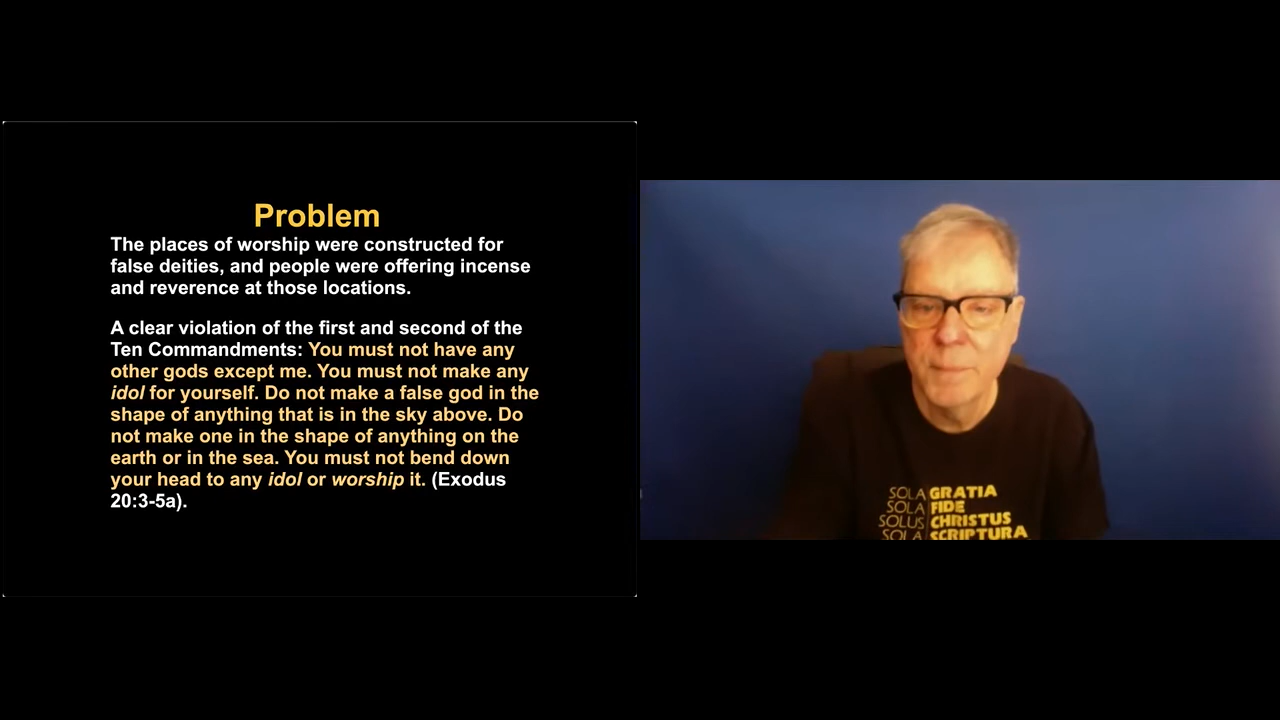 Problem
The places of worship were constructed for
false deities, and people were offering incense
and reverence at those locations.
A clear violation of the first and second of the
Ten Commandments: You must not have any
other gods except me. You must not make any
idol for yourself. Do not make a false god in the
shape of anything that is in the sky above. Do
not make one in the shape of anything on the
earth or in the sea. You must not bend down
your head to any idol or worship it. (Exodus
20:3-5a).
SOLA GRATIA
SOLA FIDE
SOLUS CHRISTUS
SOLA SCRIPTURA